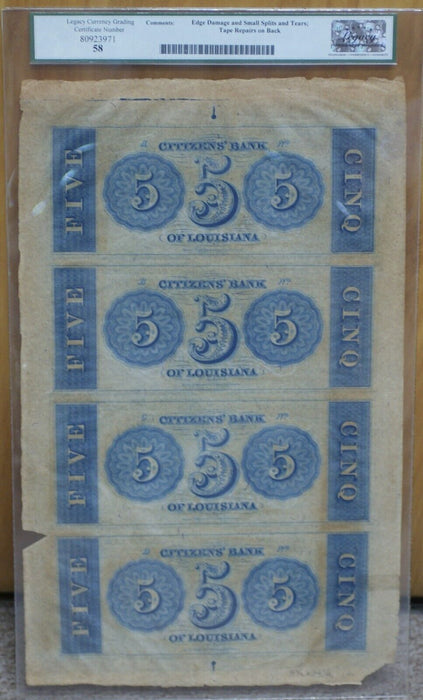 Legacy Currency Grading
Certificate Number
80923971
58
Comments:
Edge Damage and Small Splits and Tears;
Tape Repairs on Back
Legacy
CITIZENS' BANK
FIVE
5
5
5
CINQ
OF LOUISIANA
CITIZENS' BANK
FIVE
5
5
5
CINQ
OF LOUISIANA
CITIZENS' BANK
FIVE
5
5
5
CINQ
OF LOUISIANA
CITIZENS' BANK
FIVE
5
5
5
CINQ
OF LOUISIANA